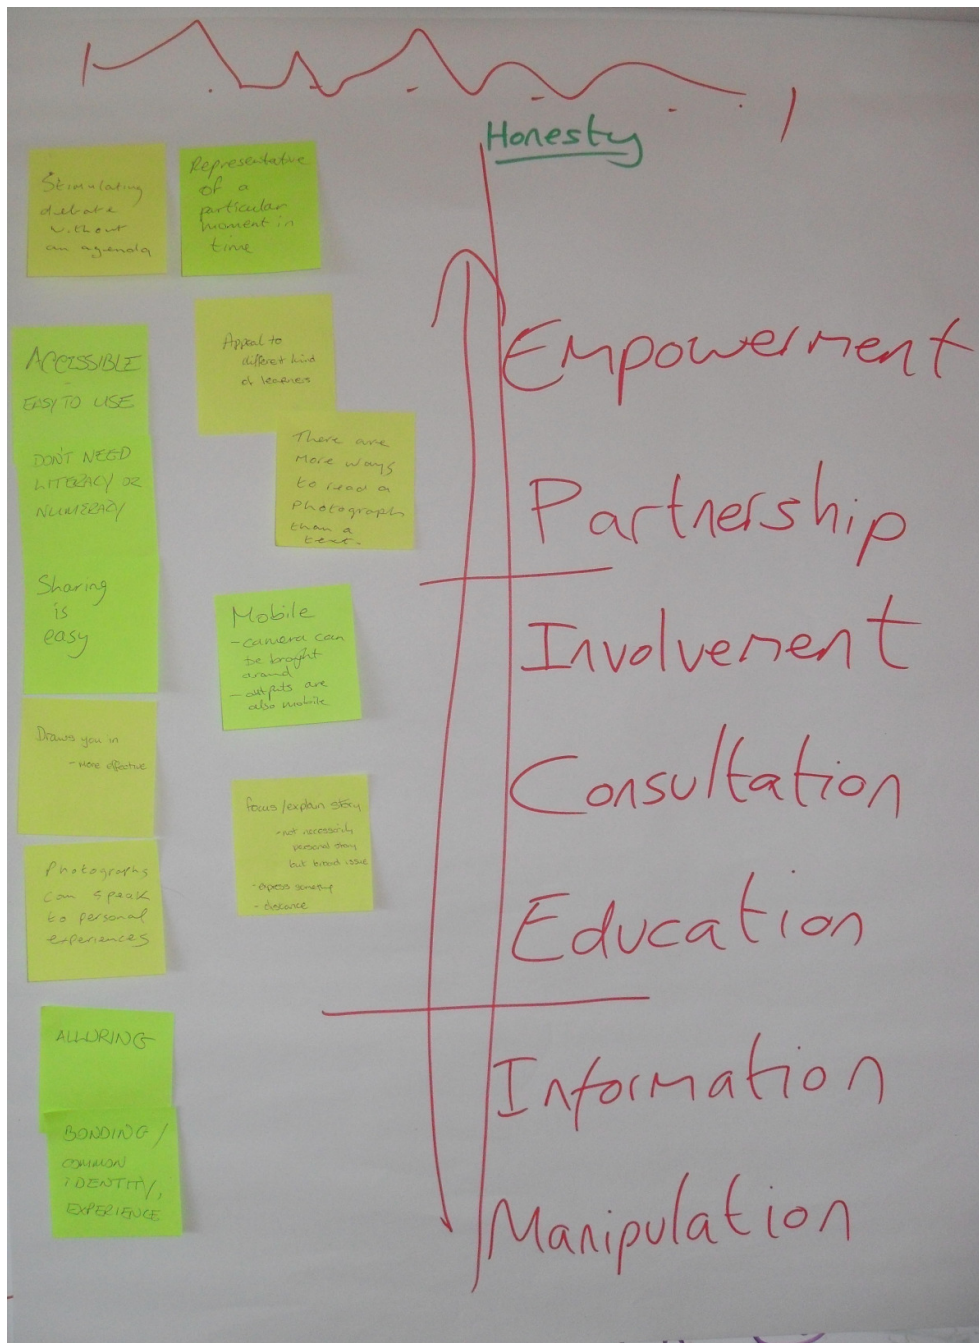 Honesty
Stimulating
debate
without
an agenda
Representative
of a
particular
moment in
time
ACCESSIBLE
EASY TO USE
Appeal to
different kind
of learners
DON'T NEED
LITERACY OR
NUMERACY
There are
more ways
to read a
photograph
than a
text.
Sharing
is
easy
Mobile
- camera can
be brought
around
- outputs are
also mobile
Draws you in
- More effective
Focus/explain story
- not necessarily
personal story
but broad issue
- express
- distance
Photographs
can speak
to personal
experiences
ALLURING
BONDING/
COMMON
IDENTITY,
EXPERIENCE
Empowerment
Partnership
Involvement
Consultation
Education
Information
Manipulation